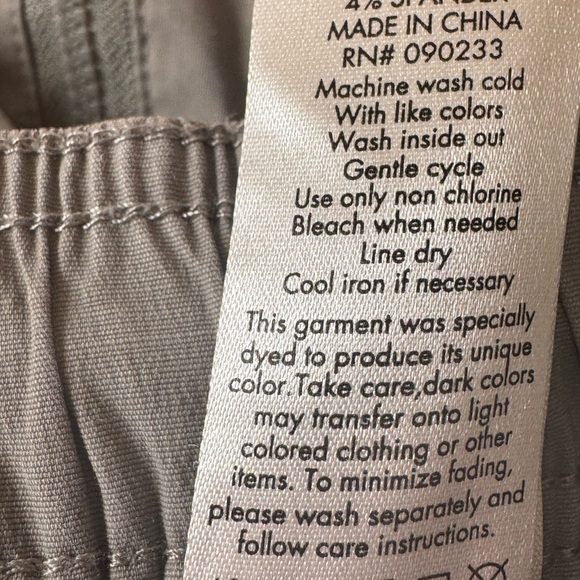 4% SPANDEX
MADE IN CHINA
RN# 090233
Machine wash cold
With like colors
Wash inside out
Gentle cycle
Use only non chlorine
Bleach when needed
Line dry
Cool iron if necessary
This garment was specially
dyed to produce its unique
color.Take care,dark colors
may transfer onto light
colored clothing or other
items. To minimize fading,
please wash separately and
follow care instructions.